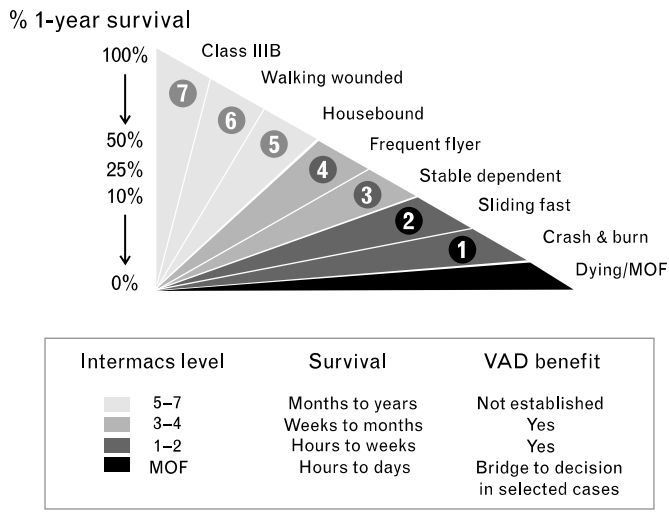 % 1-year survival
100%
50%
25%
10%
0%
Class IIIB
Walking wounded
Housebound
Frequent flyer
Stable dependent
Sliding fast
Crash & burn
Dying/MOF
7
6
5
4
3
2
1
Intermacs level Survival VAD benefit
5–7 Months to years Not established
3–4 Weeks to months Yes
1–2 Hours to weeks Yes
MOF Hours to days Bridge to decision
in selected cases